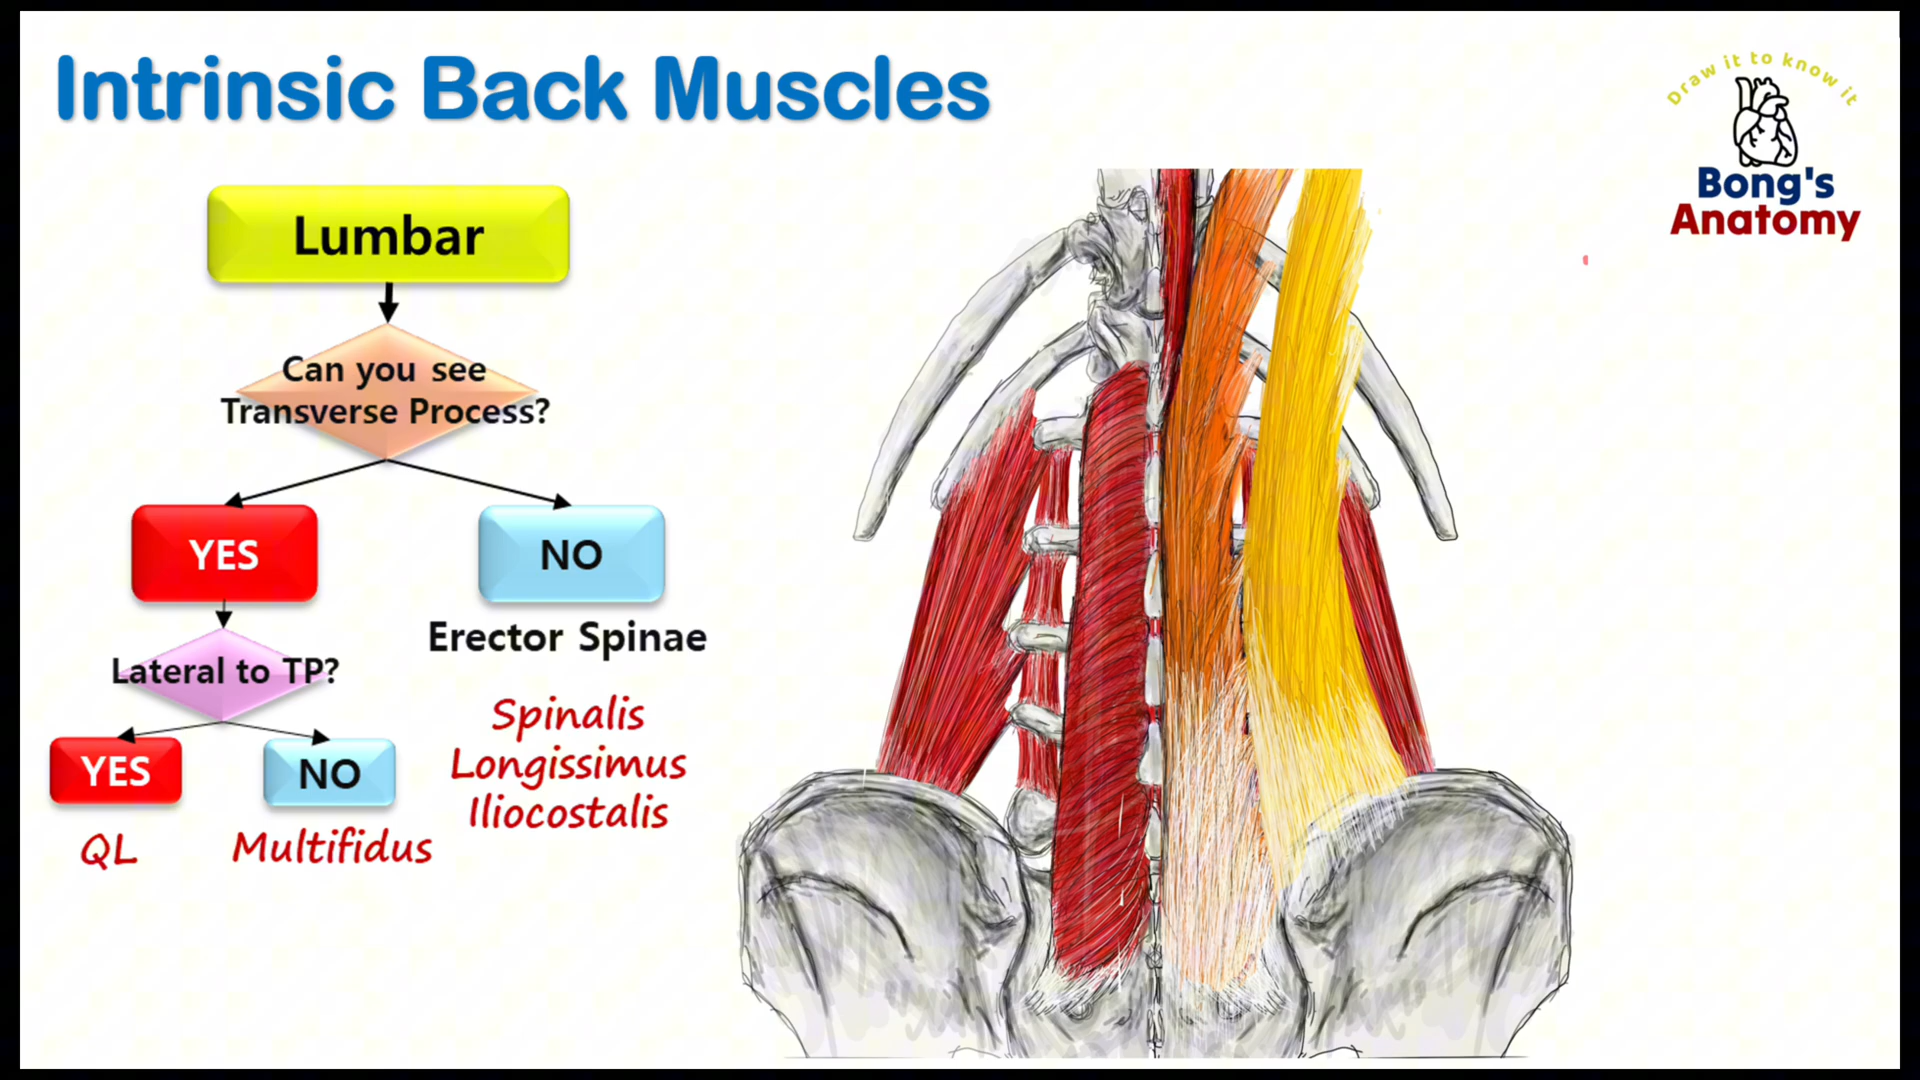 Intrinsic Back Muscles
Draw it to know it
Bong's
Anatomy
Lumbar
Can you see
Transverse Process?
YES
NO
Erector Spinae
Lateral to TP?
Spinalis
Longissimus
Iliocostalis
YES
NO
QL
Multifidus